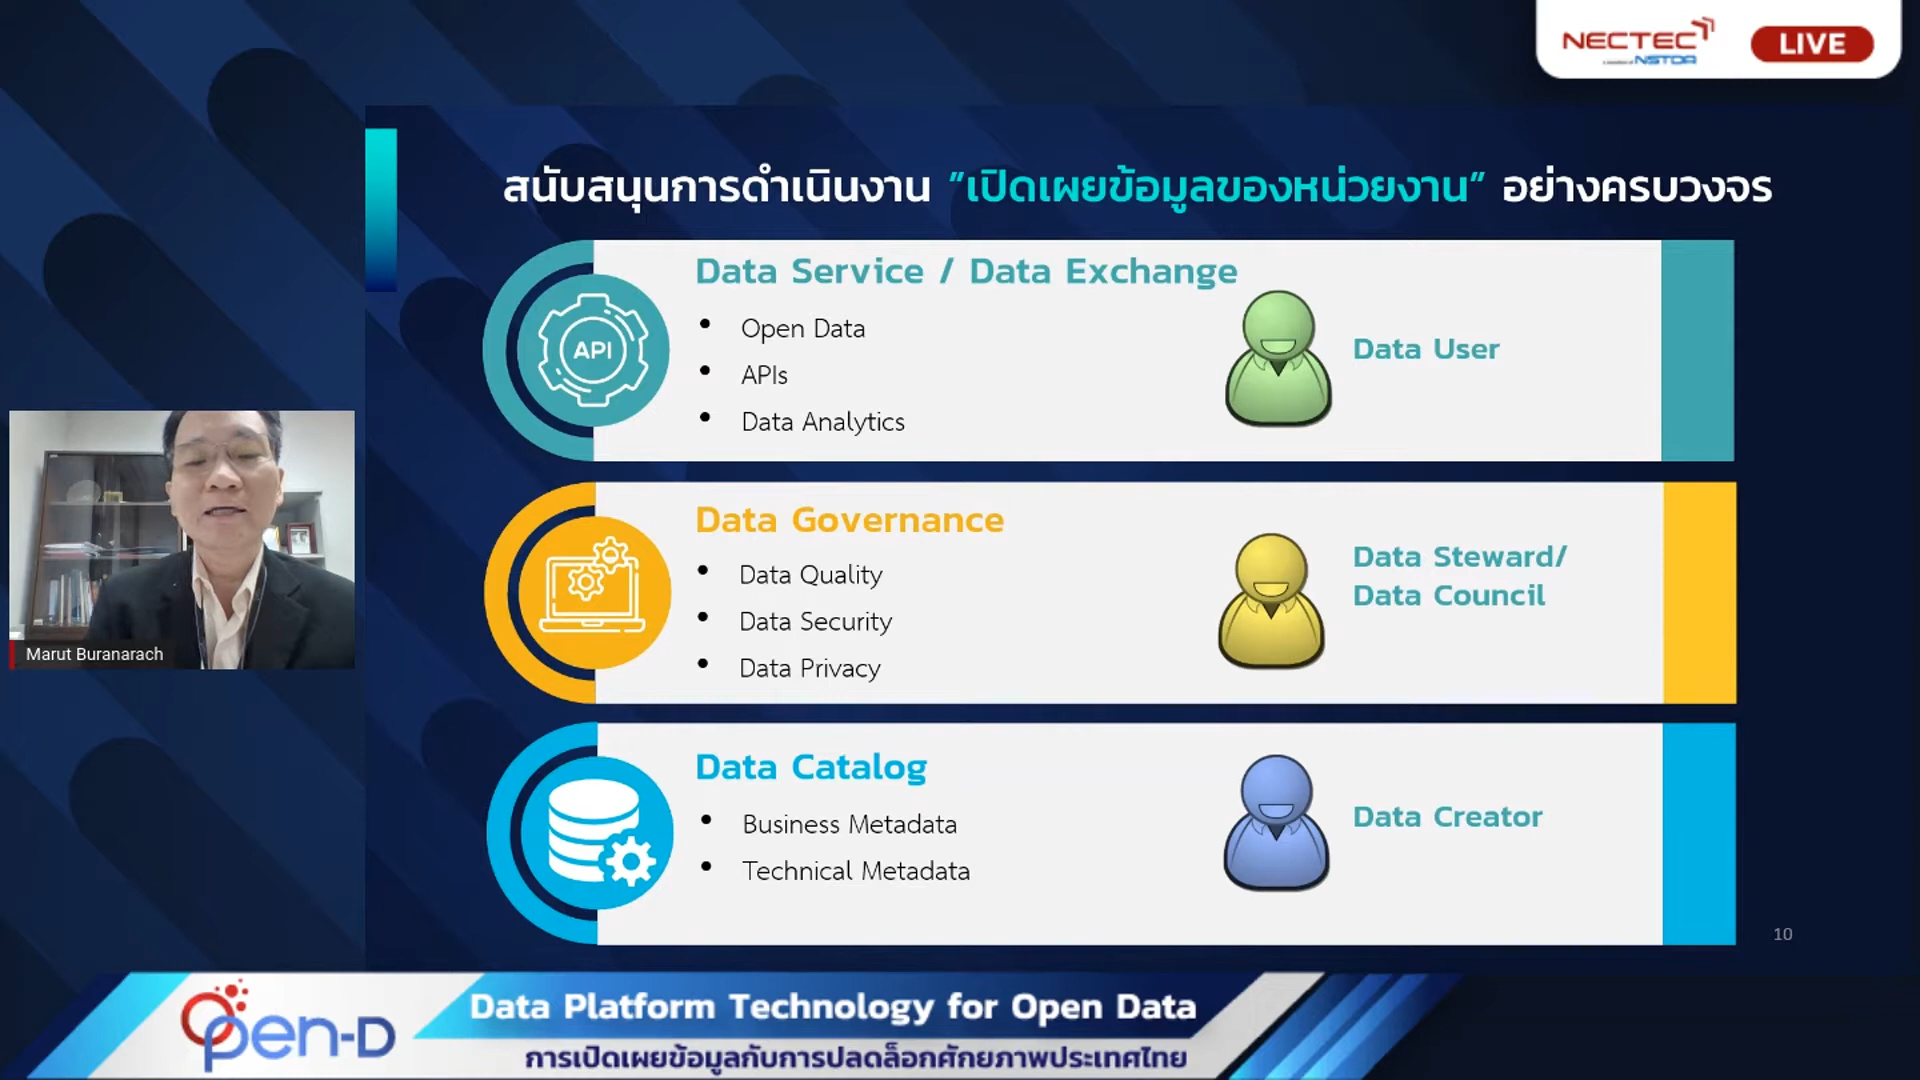 NECTEC
a member of NSTDA
LIVE
สนับสนุนการดำเนินงาน "เปิดเผยข้อมูลของหน่วยงาน" อย่างครบวงจร
API
Data Service / Data Exchange
• Open Data
• APIs
• Data Analytics
Data User
Data Governance
• Data Quality
• Data Security
• Data Privacy
Data Steward/
Data Council
Data Catalog
• Business Metadata
• Technical Metadata
Data Creator
Marut Buranarach
10
Open-D
Data Platform Technology for Open Data
การเปิดเผยข้อมูลกับการปลดล็อกศักยภาพประเทศไทย